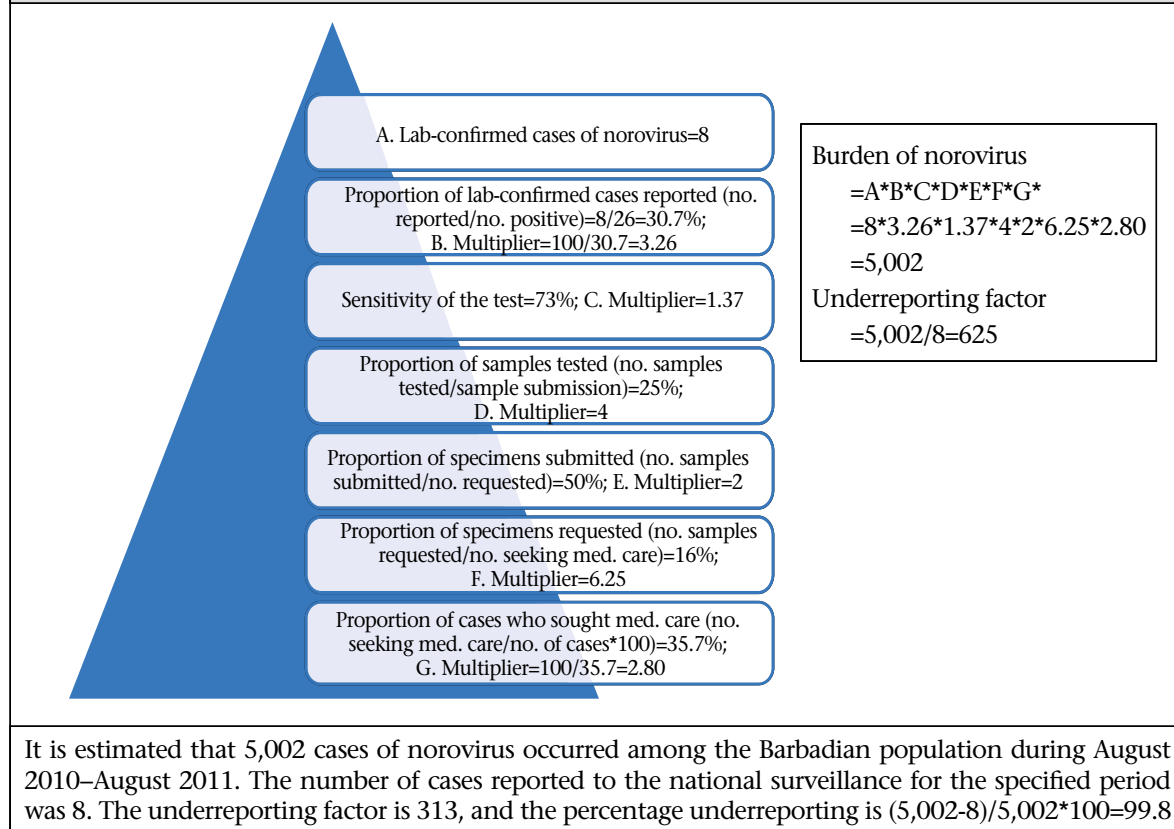 A. Lab-confirmed cases of norovirus=8
Proportion of lab-confirmed cases reported (no.
reported/no. positive)=8/26=30.7%;
B. Multiplier=100/30.7=3.26
Sensitivity of the test=73%; C. Multiplier=1.37
Proportion of samples tested (no. samples
tested/sample submission)=25%;
D. Multiplier=4
Proportion of specimens submitted (no. samples
submitted/no. requested)=50%; E. Multiplier=2
Proportion of specimens requested (no. samples
requested/no. seeking med. care)=16%;
F. Multiplier=6.25
Proportion of cases who sought med. care (no.
seeking med. care/no. of cases*100)=35.7%;
G. Multiplier=100/35.7=2.80
Burden of norovirus
=A*B*C*D*E*F*G*
=8*3.26*1.37*4*2*6.25*2.80
=5,002
Underreporting factor
=5,002/8=625
It is estimated that 5,002 cases of norovirus occurred among the Barbadian population during August
2010–August 2011. The number of cases reported to the national surveillance for the specified period
was 8. The underreporting factor is 313, and the percentage underreporting is (5,002-8)/5,002*100=99.8